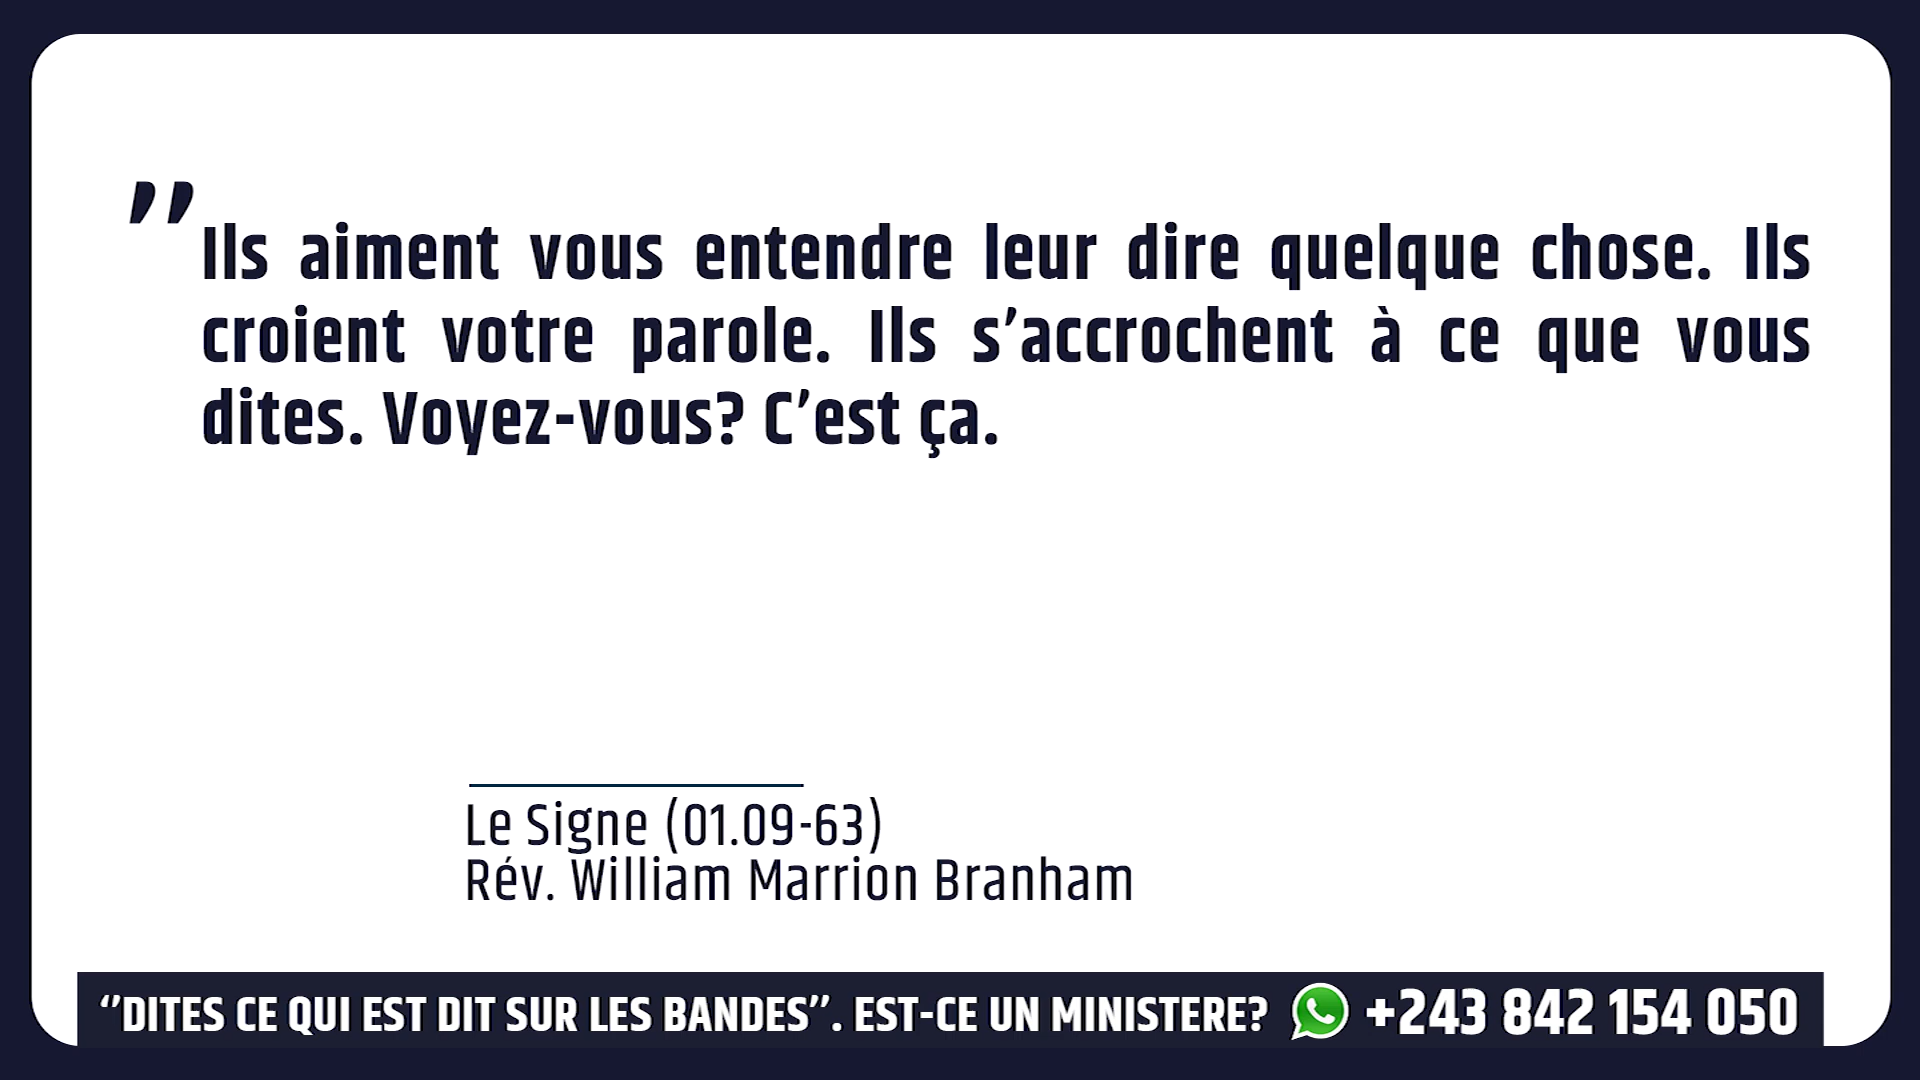 ’’Ils aiment vous entendre leur dire quelque chose. Ils
croient votre parole. Ils s’accrochent à ce que vous
dites. Voyez-vous? C’est ça.
Le Signe (01.09-63)
Rév. William Marrion Branham
‘’DITES CE QUI EST DIT SUR LES BANDES’’. EST-CE UN MINISTERE? +243 842 154 050